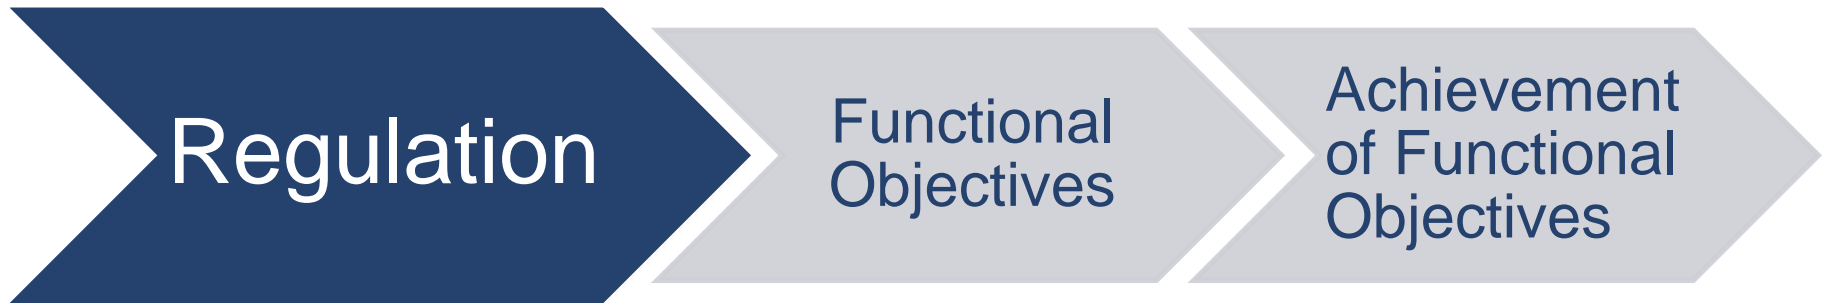 Regulation
Functional
Objectives
Achievement
of Functional
Objectives